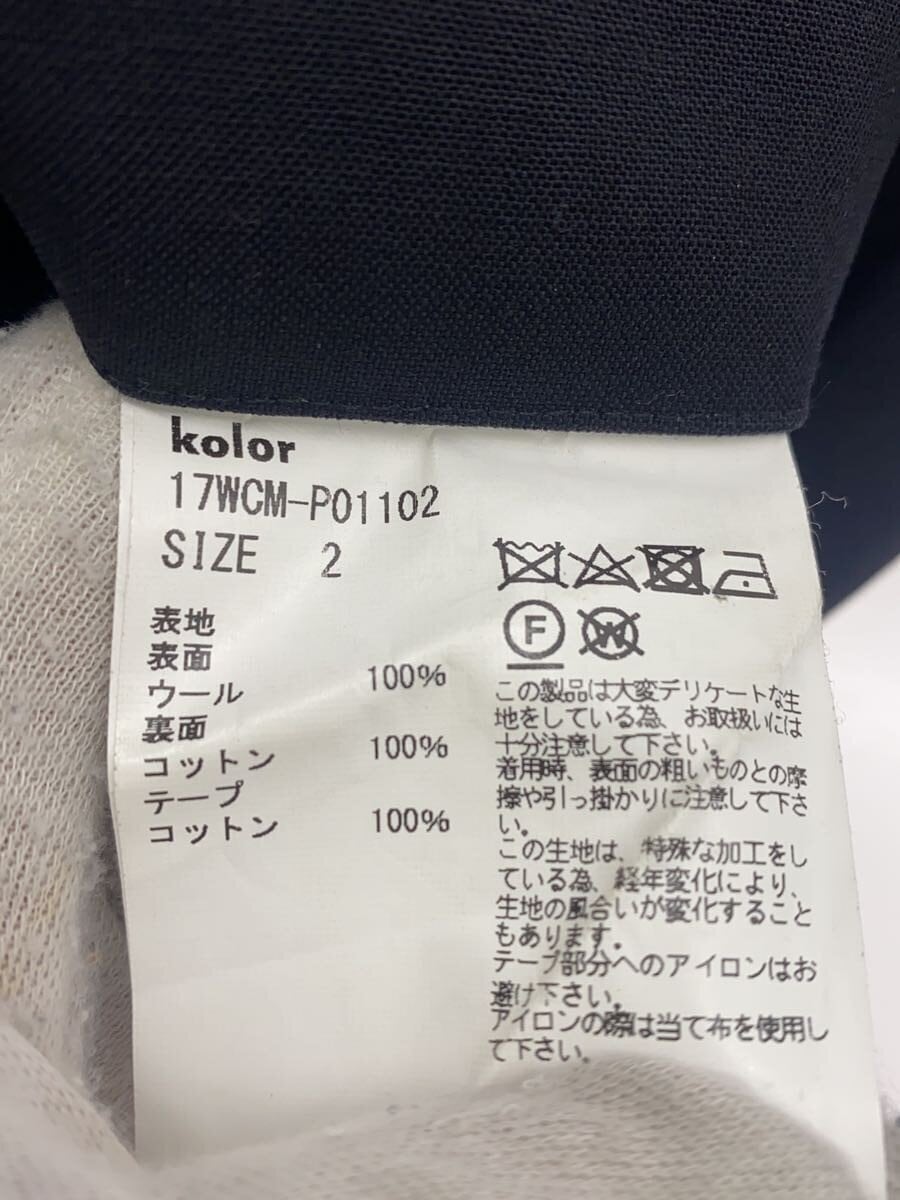 kolor
17WCM-P01102
SIZE 2
表地
表面
ウール 100%
裏面
コットン 100%
テープ
コットン 100%
F W
この製品は大変デリケートな生
地をしている為、お取扱いには
十分注意して下さい。
着用時、表面の粗いものとの摩
擦や引っ掛かりに注意して下さ
い。
この生地は、特殊な加工をし
ている為、経年変化により、
生地の風合いが変化すること
もあります。
テープ部分へのアイロンはお
避け下さい。
アイロンの際は当て布を使用し
て下さい。